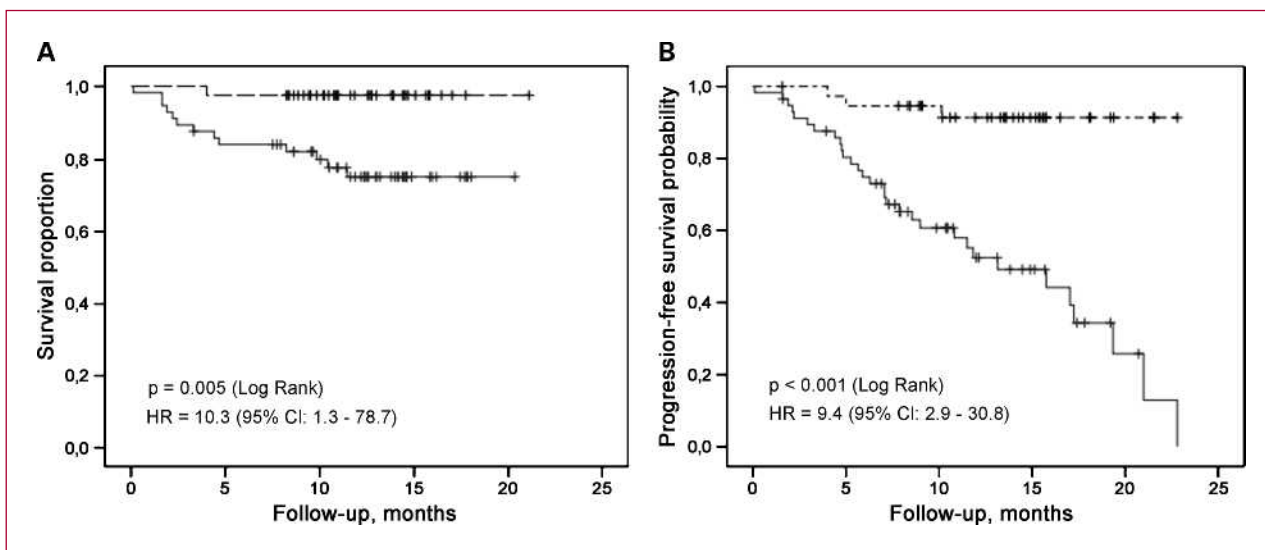 A
Survival proportion
1,0
0,8
0,6
0,4
0,2
0,0
p = 0.005 (Log Rank)
HR = 10.3 (95% CI: 1.3 - 78.7)
0 5 10 15 20 25
Follow-up, months
B
Progression-free survival probability
1,0
0,8
0,6
0,4
0,2
0,0
p < 0.001 (Log Rank)
HR = 9.4 (95% CI: 2.9 - 30.8)
0 5 10 15 20 25
Follow-up, months